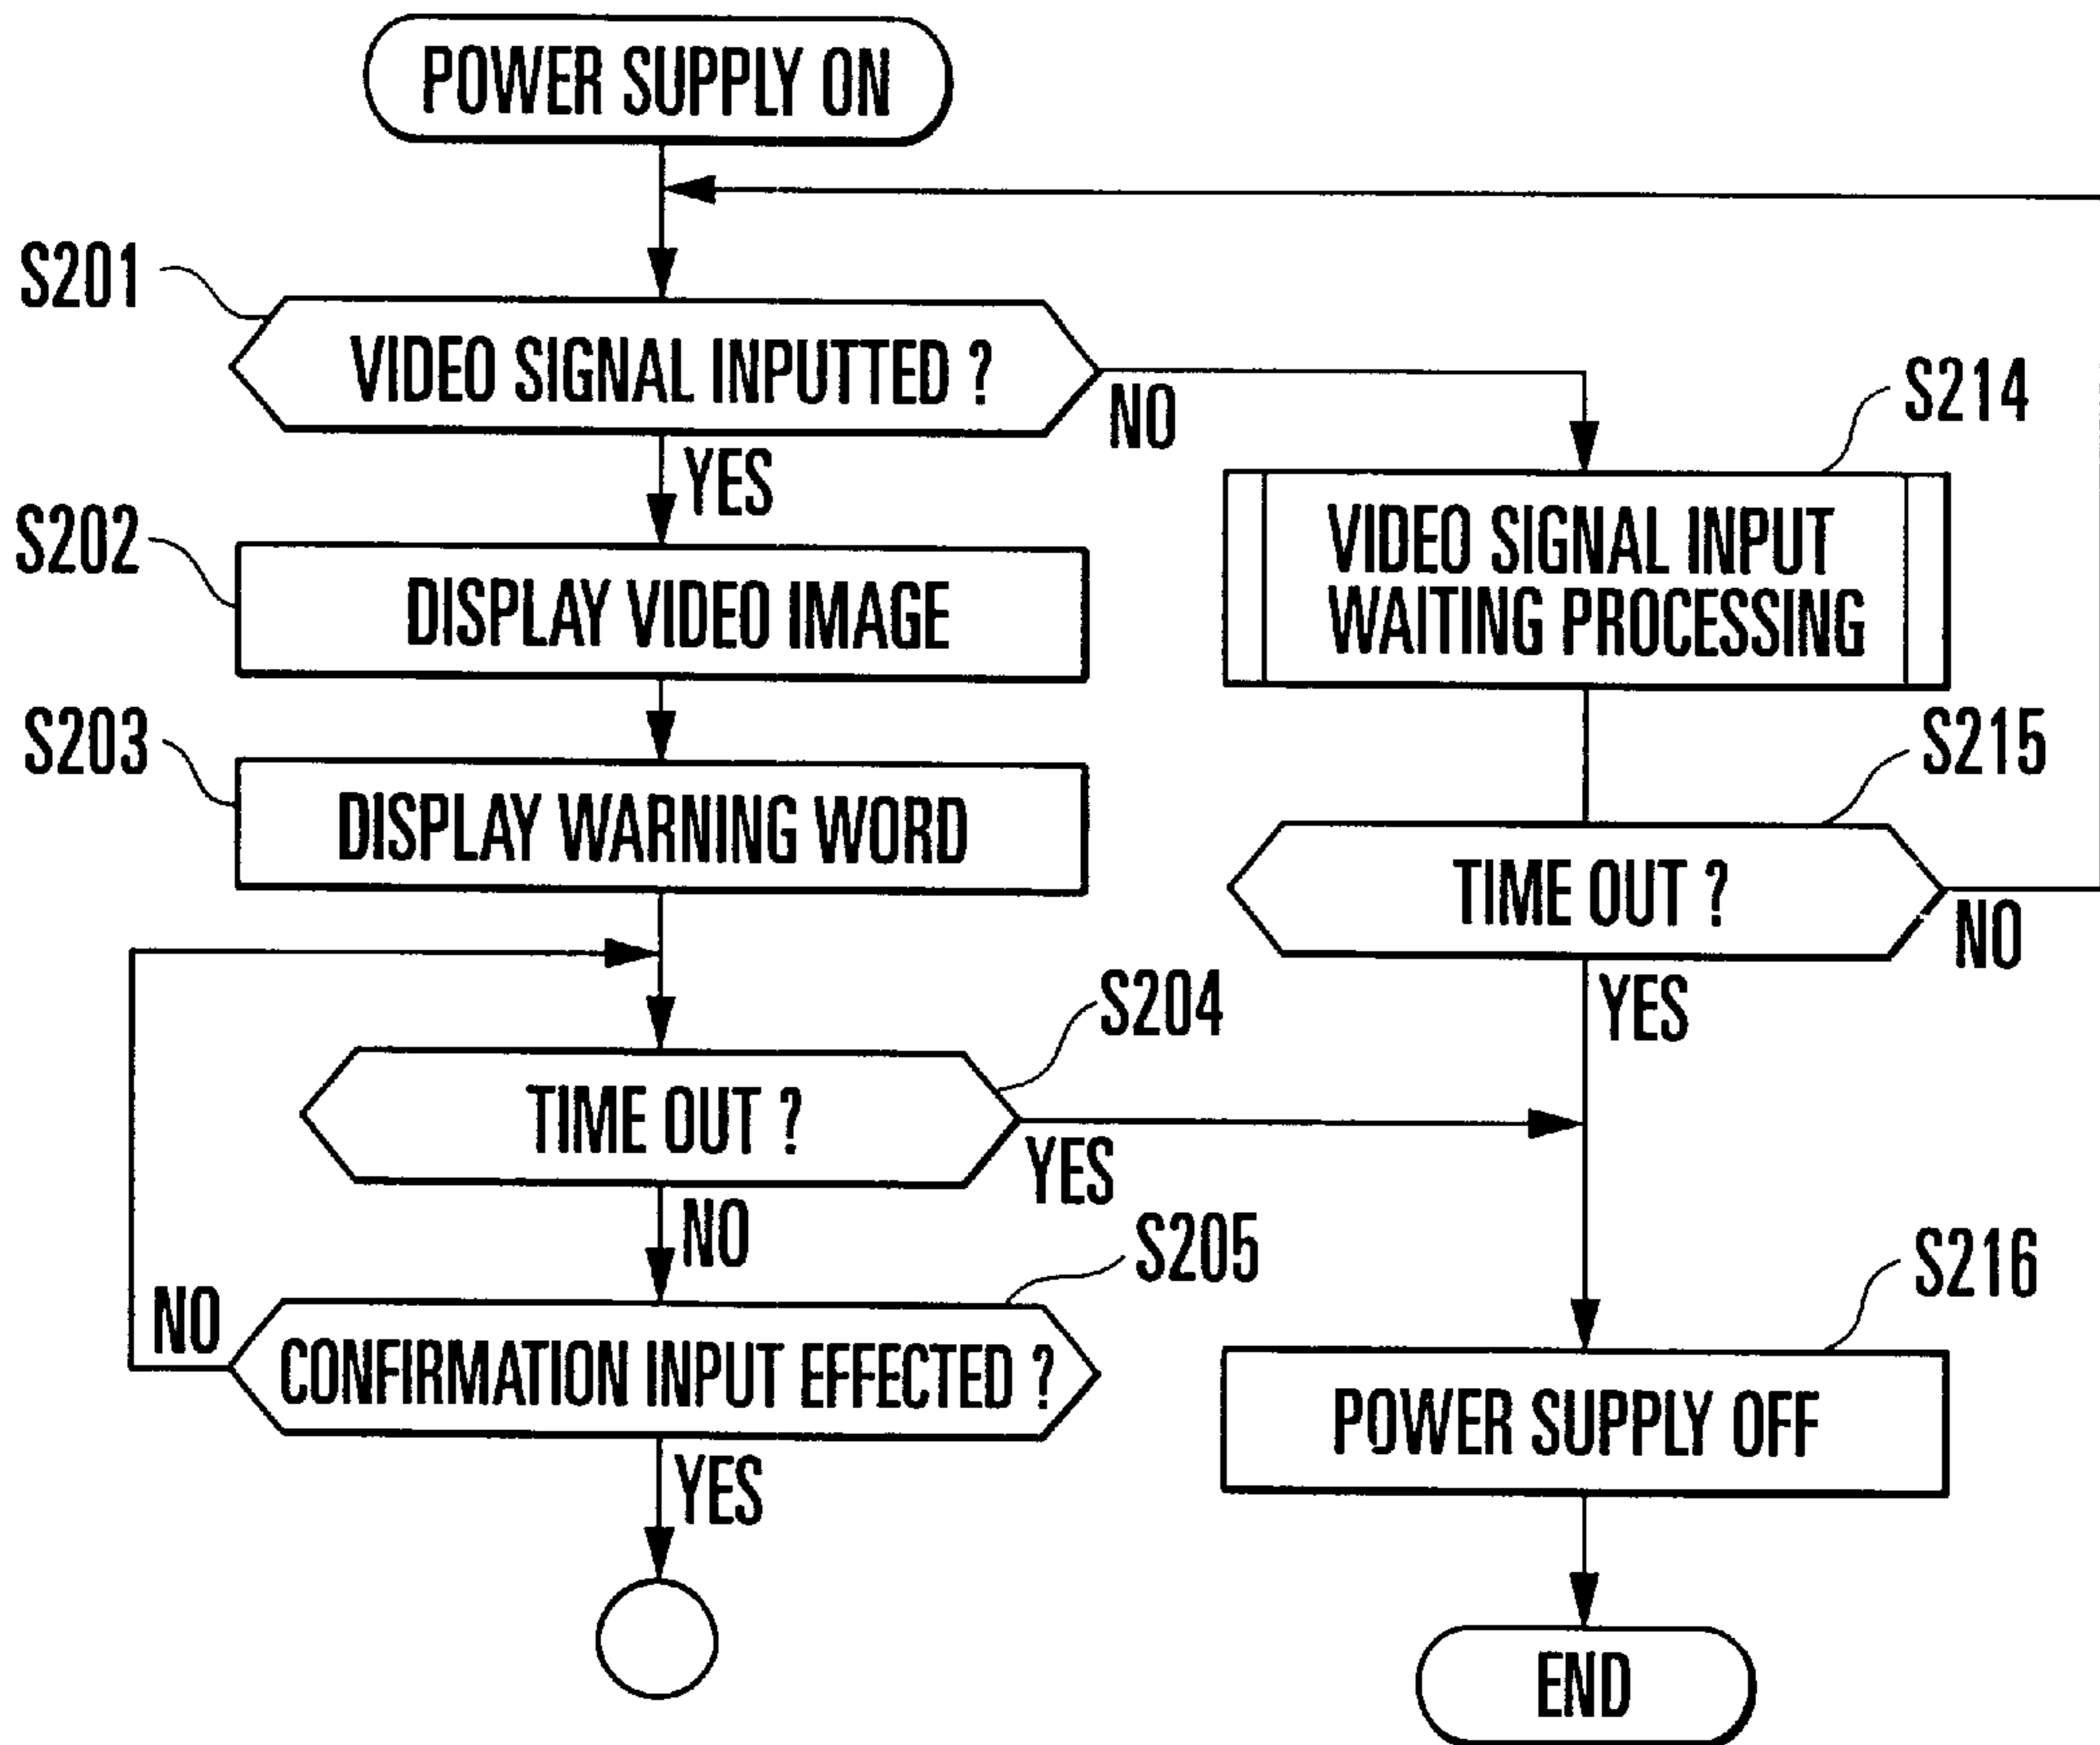 POWER SUPPLY ON
S201
VIDEO SIGNAL INPUTTED ?
NO
YES
S202
DISPLAY VIDEO IMAGE
S203
DISPLAY WARNING WORD
S204
TIME OUT ?
YES
NO
S205
NO
CONFIRMATION INPUT EFFECTED ?
YES
S214
VIDEO SIGNAL INPUT
WAITING PROCESSING
S215
TIME OUT ?
NO
YES
S216
POWER SUPPLY OFF
END